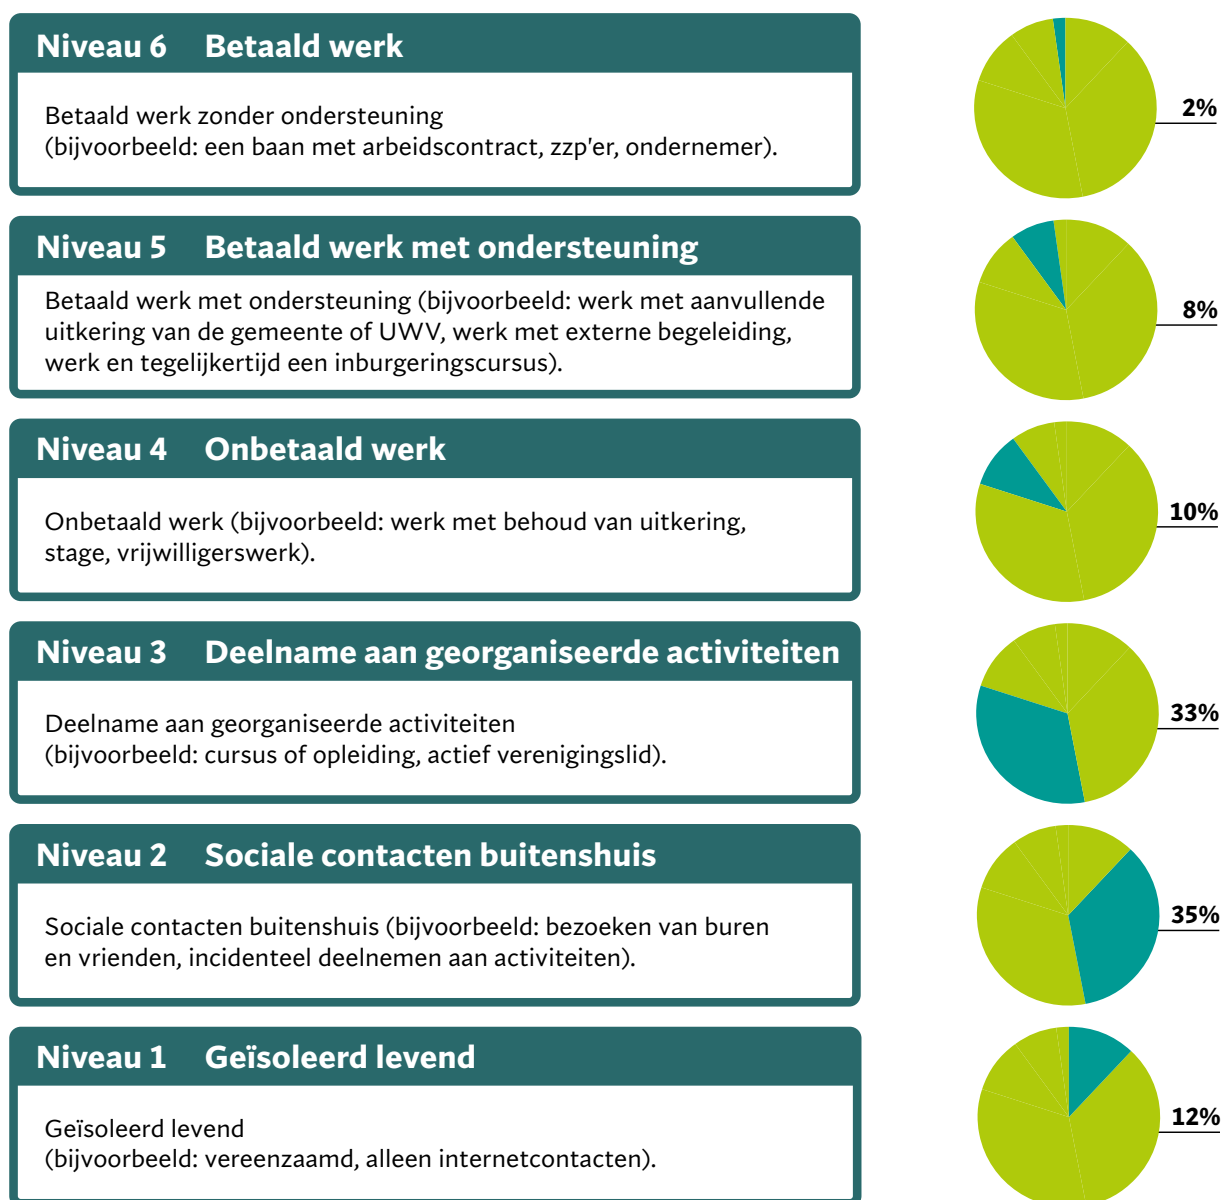 Niveau 6 Betaald werk
Betaald werk zonder ondersteuning
(bijvoorbeeld: een baan met arbeidscontract, zzp'er, ondernemer).
2%
Niveau 5 Betaald werk met ondersteuning
Betaald werk met ondersteuning (bijvoorbeeld: werk met aanvullende
uitkering van de gemeente of UWV, werk met externe begeleiding,
werk en tegelijkertijd een inburgeringscursus).
8%
Niveau 4 Onbetaald werk
Onbetaald werk (bijvoorbeeld: werk met behoud van uitkering,
stage, vrijwilligerswerk).
10%
Niveau 3 Deelname aan georganiseerde activiteiten
Deelname aan georganiseerde activiteiten
(bijvoorbeeld: cursus of opleiding, actief verenigingslid).
33%
Niveau 2 Sociale contacten buitenshuis
Sociale contacten buitenshuis (bijvoorbeeld: bezoeken van buren
en vrienden, incidenteel deelnemen aan activiteiten).
35%
Niveau 1 Geïsoleerd levend
Geïsoleerd levend
(bijvoorbeeld: vereenzaamd, alleen internetcontacten).
12%